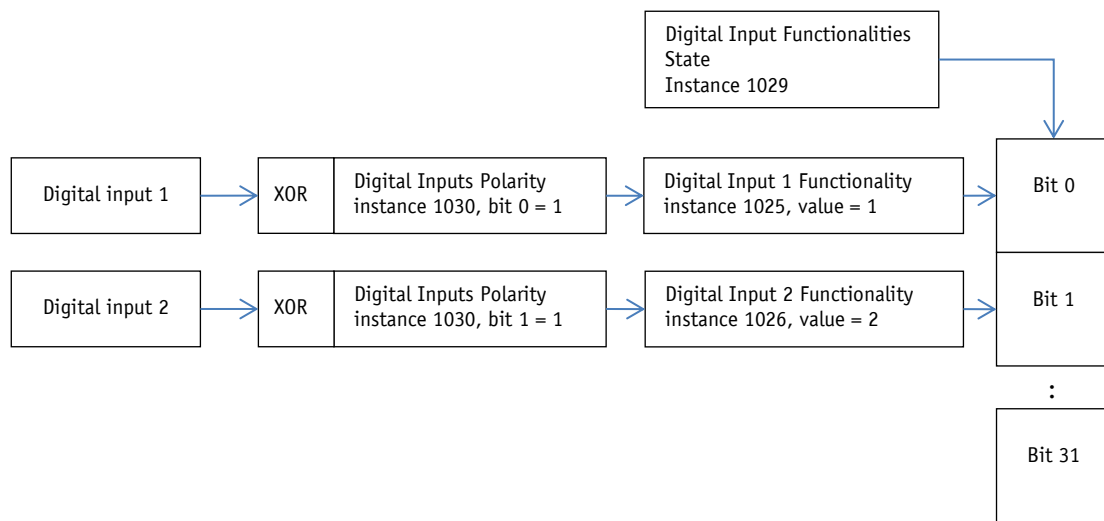 Digital Input Functionalities
State
Instance 1029
Digital input 1
XOR
Digital Inputs Polarity
instance 1030, bit 0 = 1
Digital Input 1 Functionality
instance 1025, value = 1
Bit 0
Digital input 2
XOR
Digital Inputs Polarity
instance 1030, bit 1 = 1
Digital Input 2 Functionality
instance 1026, value = 2
Bit 1
:
Bit 31